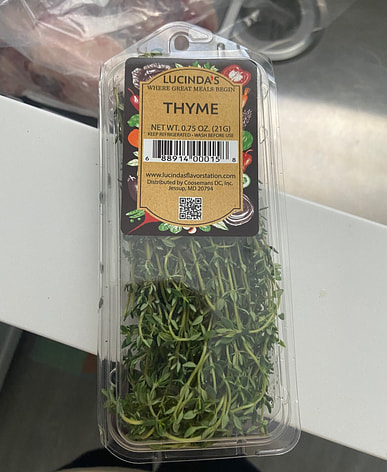 LUCINDA'S
WHERE GREAT MEALS BEGIN
THYME
NET WT. 0.75 OZ. (21G)
KEEP REFRIGERATED • WASH BEFORE USE
6 88914 00015 8
www.lucindasflavorstation.com
Distributed by Coosemans DC, Inc.
Jessup, MD 20794